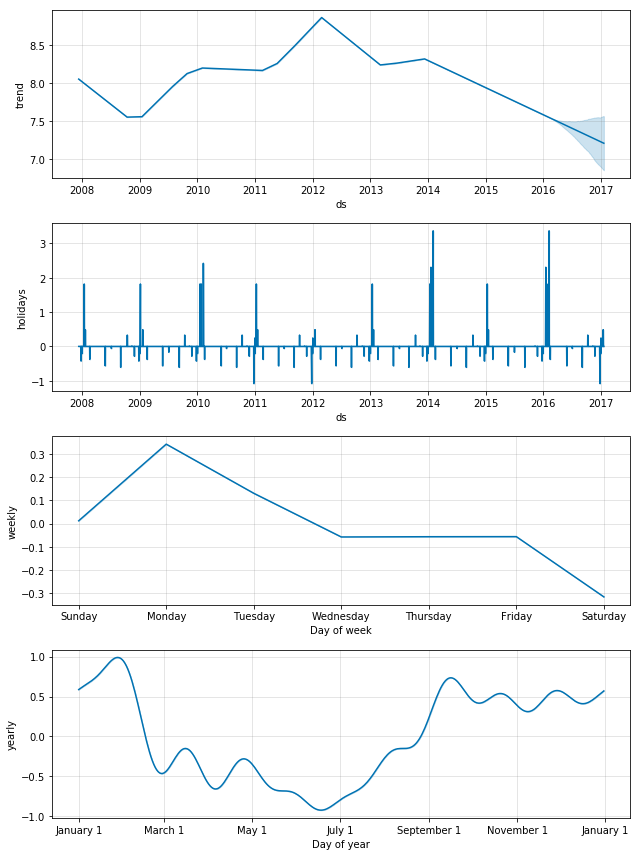 8.5
8.0
7.5
7.0
trend
2008 2009 2010 2011 2012 2013 2014 2015 2016 2017
ds
3
2
1
0
−1
holidays
2008 2009 2010 2011 2012 2013 2014 2015 2016 2017
ds
0.3
0.2
0.1
0.0
−0.1
−0.2
−0.3
weekly
Sunday Monday Tuesday Wednesday Thursday Friday Saturday
Day of week
1.0
0.5
0.0
−0.5
−1.0
yearly
January 1 March 1 May 1 July 1 September 1 November 1 January 1
Day of year